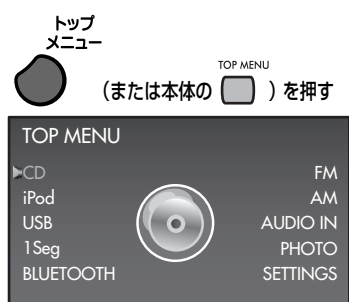 トップ
メニュー
TOP MENU
(または本体の ) を押す
TOP MENU
CD FM
iPod AM
USB AUDIO IN
1Seg PHOTO
BLUETOOTH SETTINGS